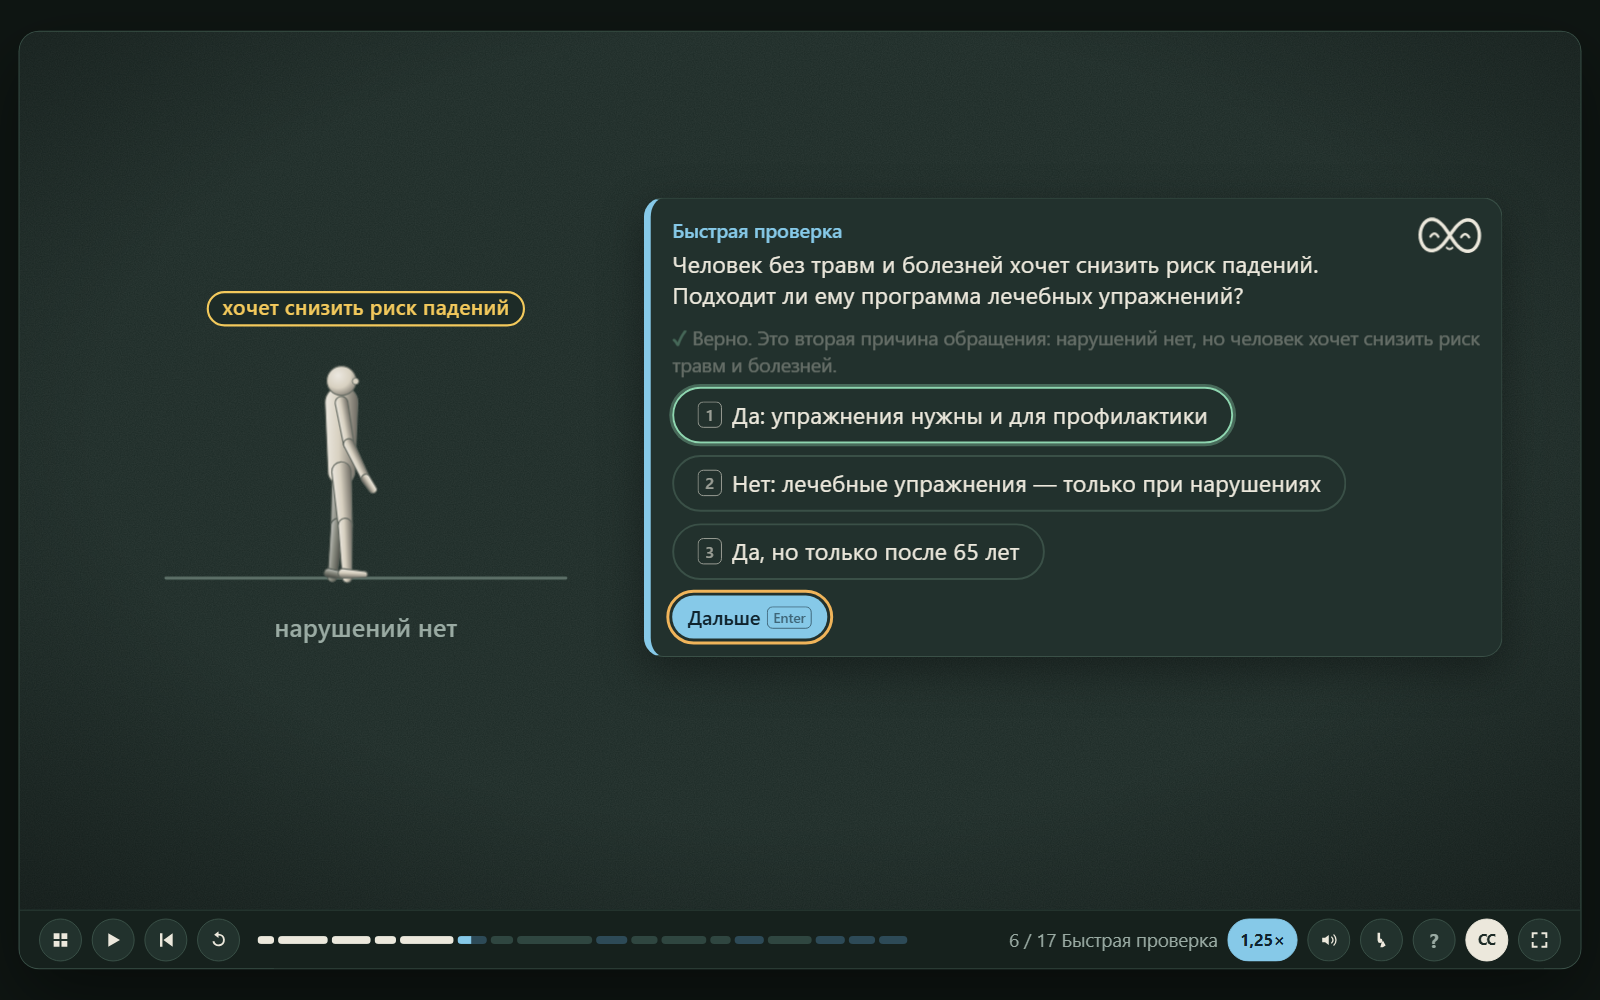 хочет снизить риск падений
нарушений нет
Быстрая проверка
Человек без травм и болезней хочет снизить риск падений.
Подходит ли ему программа лечебных упражнений?
✓ Верно. Это вторая причина обращения: нарушений нет, но человек хочет снизить риск
травм и болезней.
1 Да: упражнения нужны и для профилактики
2 Нет: лечебные упражнения — только при нарушениях
3 Да, но только после 65 лет
Дальше Enter
6 / 17 Быстрая проверка 1,25× ? CC